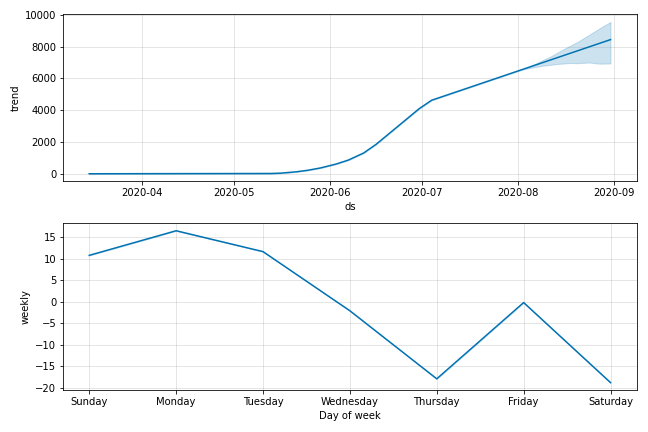 10000
8000
6000
4000
2000
0
trend
2020-04 2020-05 2020-06 2020-07 2020-08 2020-09
ds
15
10
5
0
−5
−10
−15
−20
weekly
Sunday Monday Tuesday Wednesday Thursday Friday Saturday
Day of week